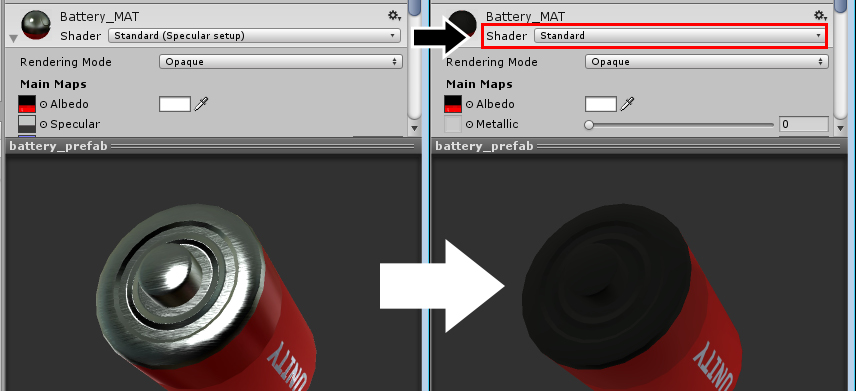 Battery_MAT
Shader Standard (Specular setup)
Rendering Mode Opaque
Main Maps
Albedo
Specular
battery_prefab
UNITY
Battery_MAT
Shader Standard
Rendering Mode Opaque
Main Maps
Albedo
Metallic 0
battery_prefab
UNITY